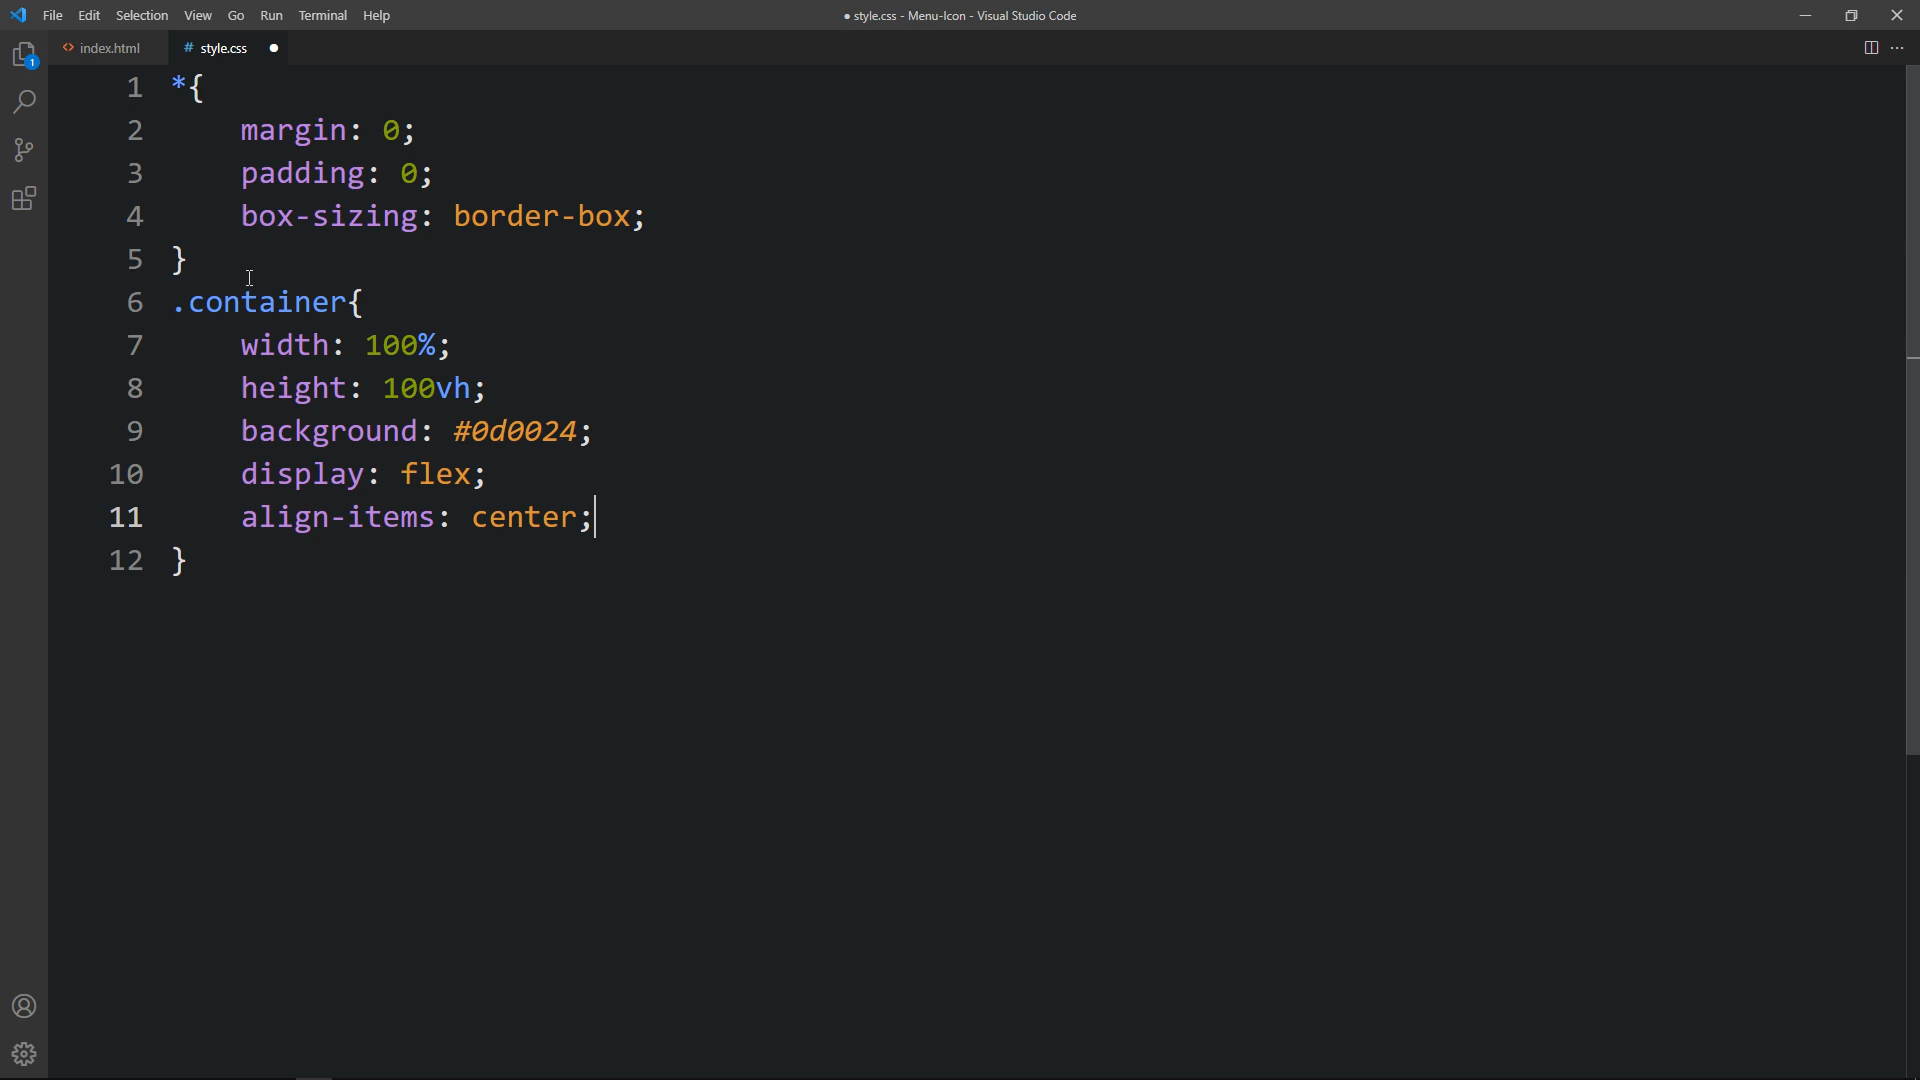 File Edit Selection View Go Run Terminal Help ● style.css - Menu-Icon - Visual Studio Code
<> index.html # style.css ●
1
1 *{
2 margin: 0;
3 padding: 0;
4 box-sizing: border-box;
5 }
6 .container{
7 width: 100%;
8 height: 100vh;
9 background: #0d0024;
10 display: flex;
11 align-items: center;
12 }